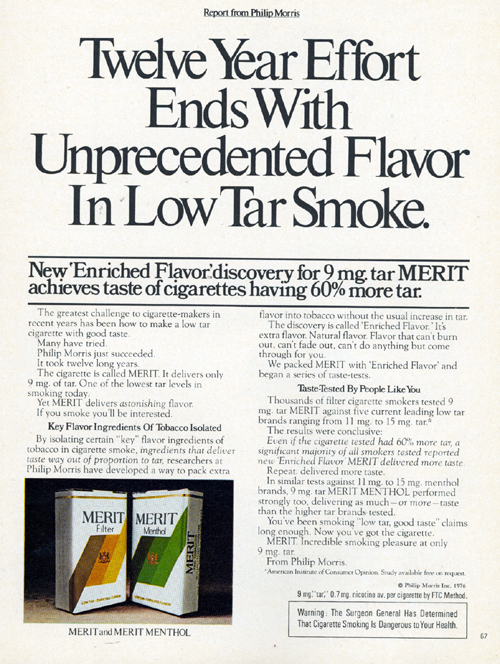 Report from Philip Morris
Twelve Year Effort
Ends With
Unprecedented Flavor
In Low Tar Smoke.
New 'Enriched Flavor,' discovery for 9 mg. tar MERIT
achieves taste of cigarettes having 60% more tar.
The greatest challenge to cigarette-makers in
recent years has been how to make a low tar
cigarette with good taste.
Many have tried.
Philip Morris just succeeded.
It took twelve long years.
The cigarette is called MERIT. It delivers only
9 mg. of tar. One of the lowest tar levels in
smoking today.
Yet MERIT delivers astonishing flavor.
If you smoke you'll be interested.
Key Flavor Ingredients Of Tobacco Isolated
By isolating certain "key" flavor ingredients of
tobacco in cigarette smoke, ingredients that deliver
taste way out of proportion to tar, researchers at
Philip Morris have developed a way to pack extra
MERIT
Filter
MERIT
Menthol
MERIT
MERIT and MERIT MENTHOL
flavor into tobacco without the usual increase in tar.
The discovery is called 'Enriched Flavor.' It's
extra flavor. Natural flavor. Flavor that can't burn
out, can't fade out, can't do anything but come
through for you.
We packed MERIT with 'Enriched Flavor' and
began a series of taste-tests.
Taste-Tested By People Like You
Thousands of filter cigarette smokers tested 9
mg. tar MERIT against five current leading low tar
brands ranging from 11 mg. to 15 mg. tar.*
The results were conclusive:
Even if the cigarette tested had 60% more tar, a
significant majority of all smokers tested reported
new 'Enriched Flavor' MERIT delivered more taste.
Repeat: delivered more taste.
In similar tests against 11 mg. to 15 mg. menthol
brands, 9 mg. tar MERIT MENTHOL performed
strongly too, delivering as much—or more—taste
than the higher tar brands tested.
You've been smoking "low tar, good taste" claims
long enough. Now you've got the cigarette.
MERIT. Incredible smoking pleasure at only
9 mg. tar.
From Philip Morris.
*American Institute of Consumer Opinion. Study available free on request.
© Philip Morris Inc. 1976
9 mg. "tar," 0.7 mg. nicotine av. per cigarette by FTC Method.
Warning: The Surgeon General Has Determined
That Cigarette Smoking Is Dangerous to Your Health.
67